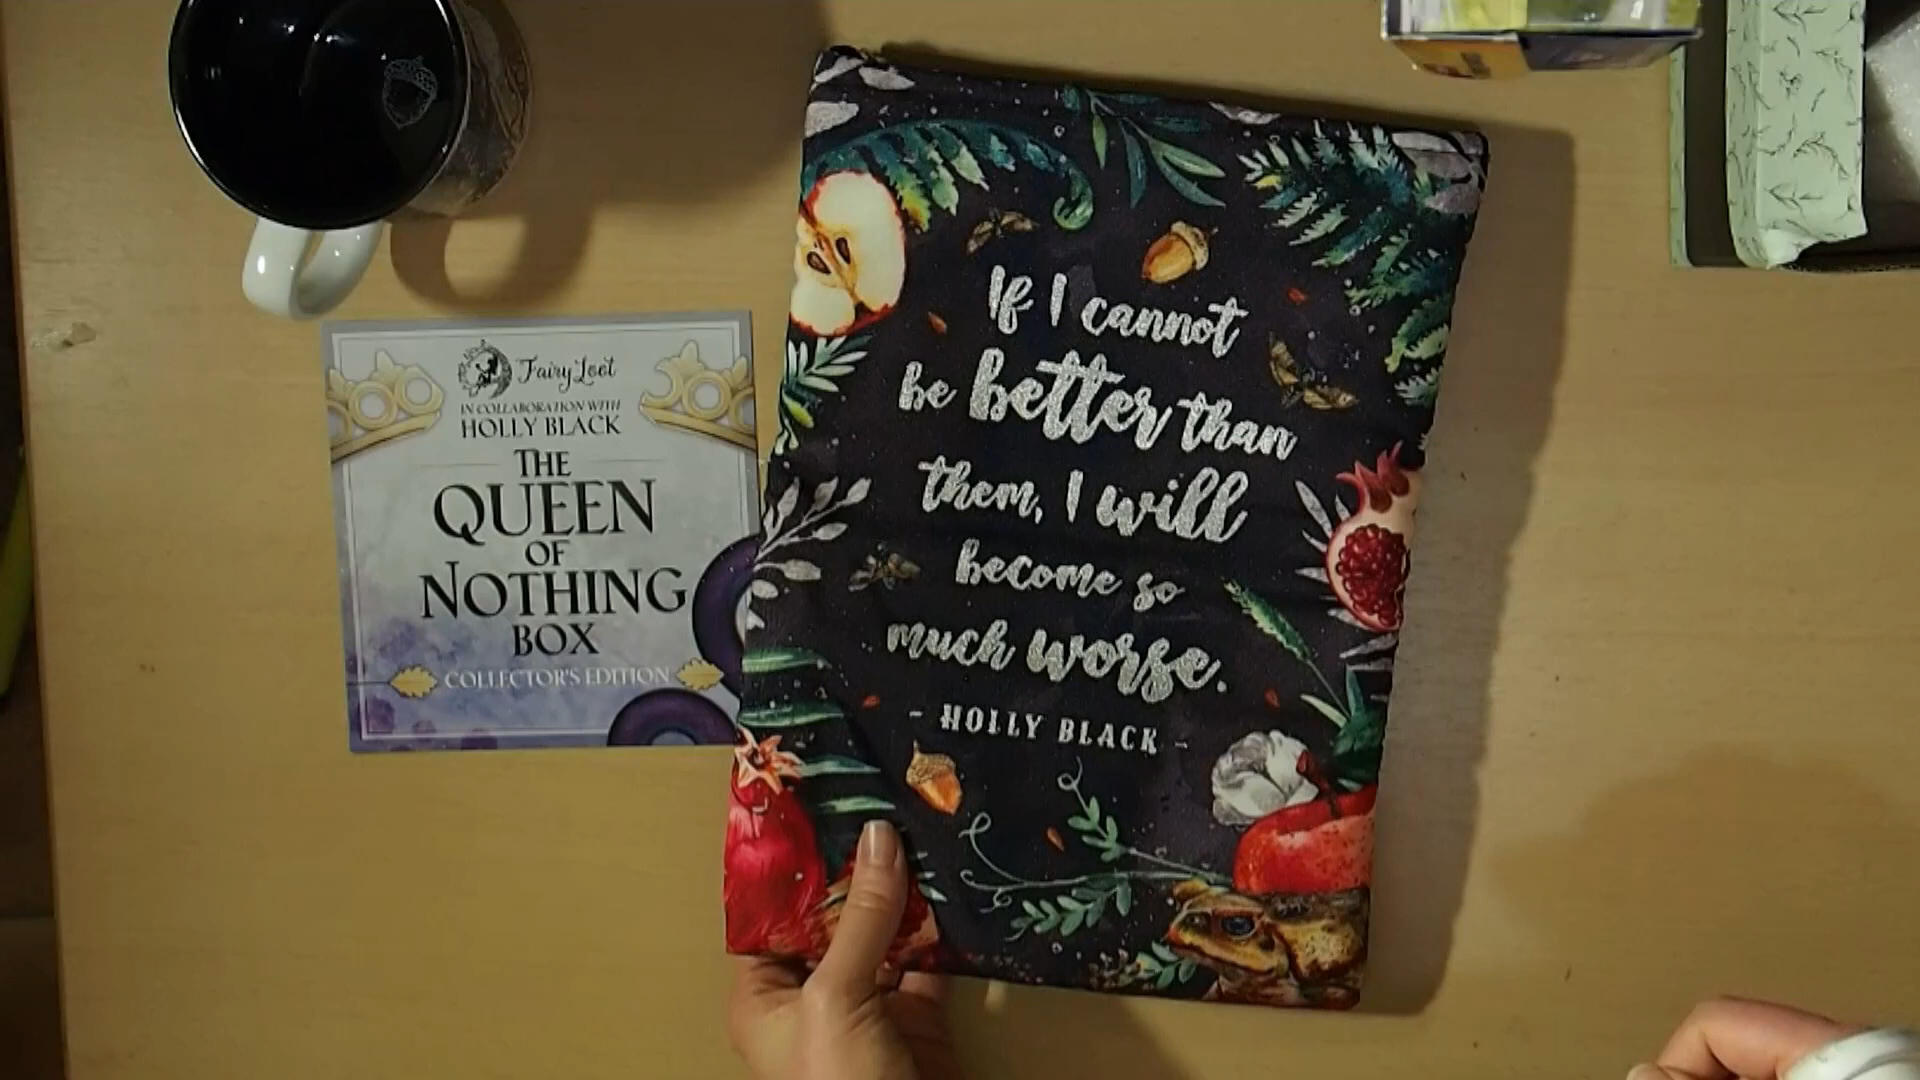 FairyLoot
IN COLLABORATION WITH
HOLLY BLACK
THE
QUEEN
OF
NOTHING
BOX
COLLECTOR'S EDITION
If I cannot
be better than
them, I will
become so
much worse.
- HOLLY BLACK -